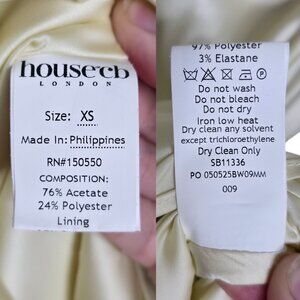 house cb
LONDON
Size: XS
Made In: Philippines
RN#150550
COMPOSITION:
76% Acetate
24% Polyester
Lining
97% Polyester
3% Elastane
Do not wash
Do not bleach
Do not dry
Iron low heat
Dry clean any solvent
except trichloroethylene
Dry Clean Only
SB11336
PO 050525BW09MM
009